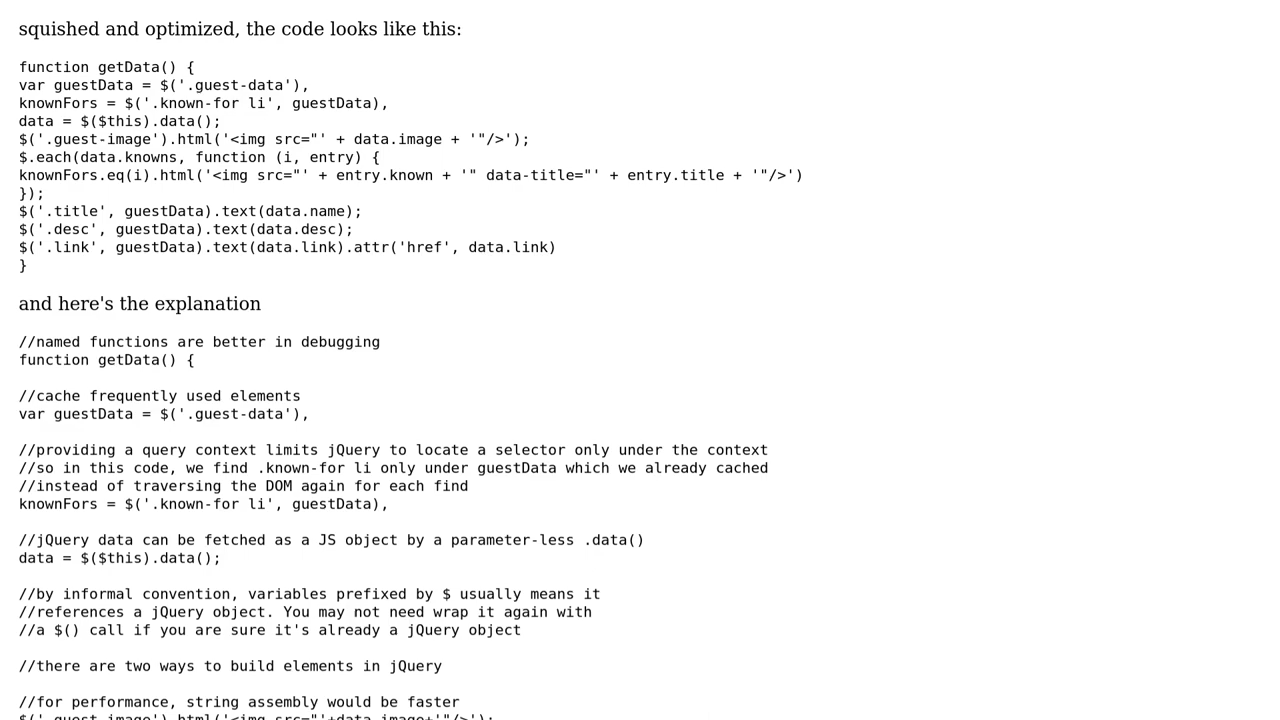 squished and optimized, the code looks like this:
function getData() {
var guestData = $('.guest-data'),
knownFors = $('.known-for li', guestData),
data = $($this).data();
$('.guest-image').html('<img src="' + data.image + '"/>');
$.each(data.knowns, function (i, entry) {
knownFors.eq(i).html('<img src="' + entry.known + '" data-title="' + entry.title + '"/>')
});
$('.title', guestData).text(data.name);
$('.desc', guestData).text(data.desc);
$('.link', guestData).text(data.link).attr('href', data.link)
}
and here's the explanation
//named functions are better in debugging
function getData() {
//cache frequently used elements
var guestData = $('.guest-data'),
//providing a query context limits jQuery to locate a selector only under the context
//so in this code, we find .known-for li only under guestData which we already cached
//instead of traversing the DOM again for each find
knownFors = $('.known-for li', guestData),
//jQuery data can be fetched as a JS object by a parameter-less .data()
data = $($this).data();
//by informal convention, variables prefixed by $ usually means it
//references a jQuery object. You may not need wrap it again with
//a $() call if you are sure it's already a jQuery object
//there are two ways to build elements in jQuery
//for performance, string assembly would be faster
$('.guest-image').html('<img src="'+data.image+'"/>');